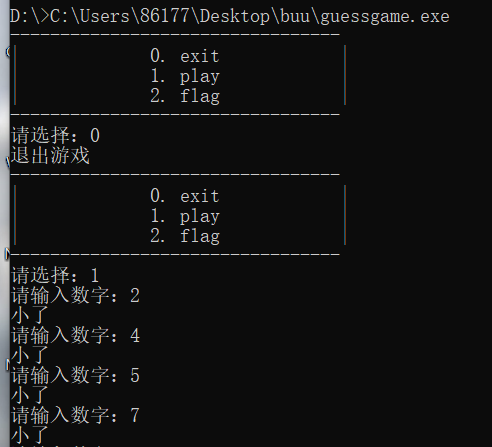 D:\>C:\Users\86177\Desktop\buu\guessgame.exe
----------------------------------
| 0. exit |
| 1. play |
| 2. flag |
----------------------------------
请选择：0
退出游戏
----------------------------------
| 0. exit |
| 1. play |
| 2. flag |
----------------------------------
请选择：1
请输入数字：2
小了
请输入数字：4
小了
请输入数字：5
小了
请输入数字：7
小了